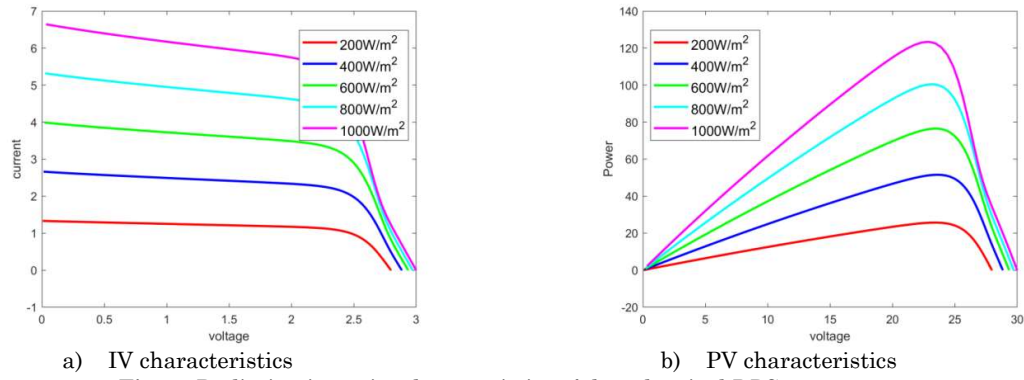 7
6
5
4
3
2
1
0
-1
current
0 0.5 1 1.5 2 2.5 3
voltage
200W/m²
400W/m²
600W/m²
800W/m²
1000W/m²
a) IV characteristics
140
120
100
80
60
40
20
0
-20
Power
0 5 10 15 20 25 30
voltage
200W/m²
400W/m²
600W/m²
800W/m²
1000W/m²
b) PV characteristics